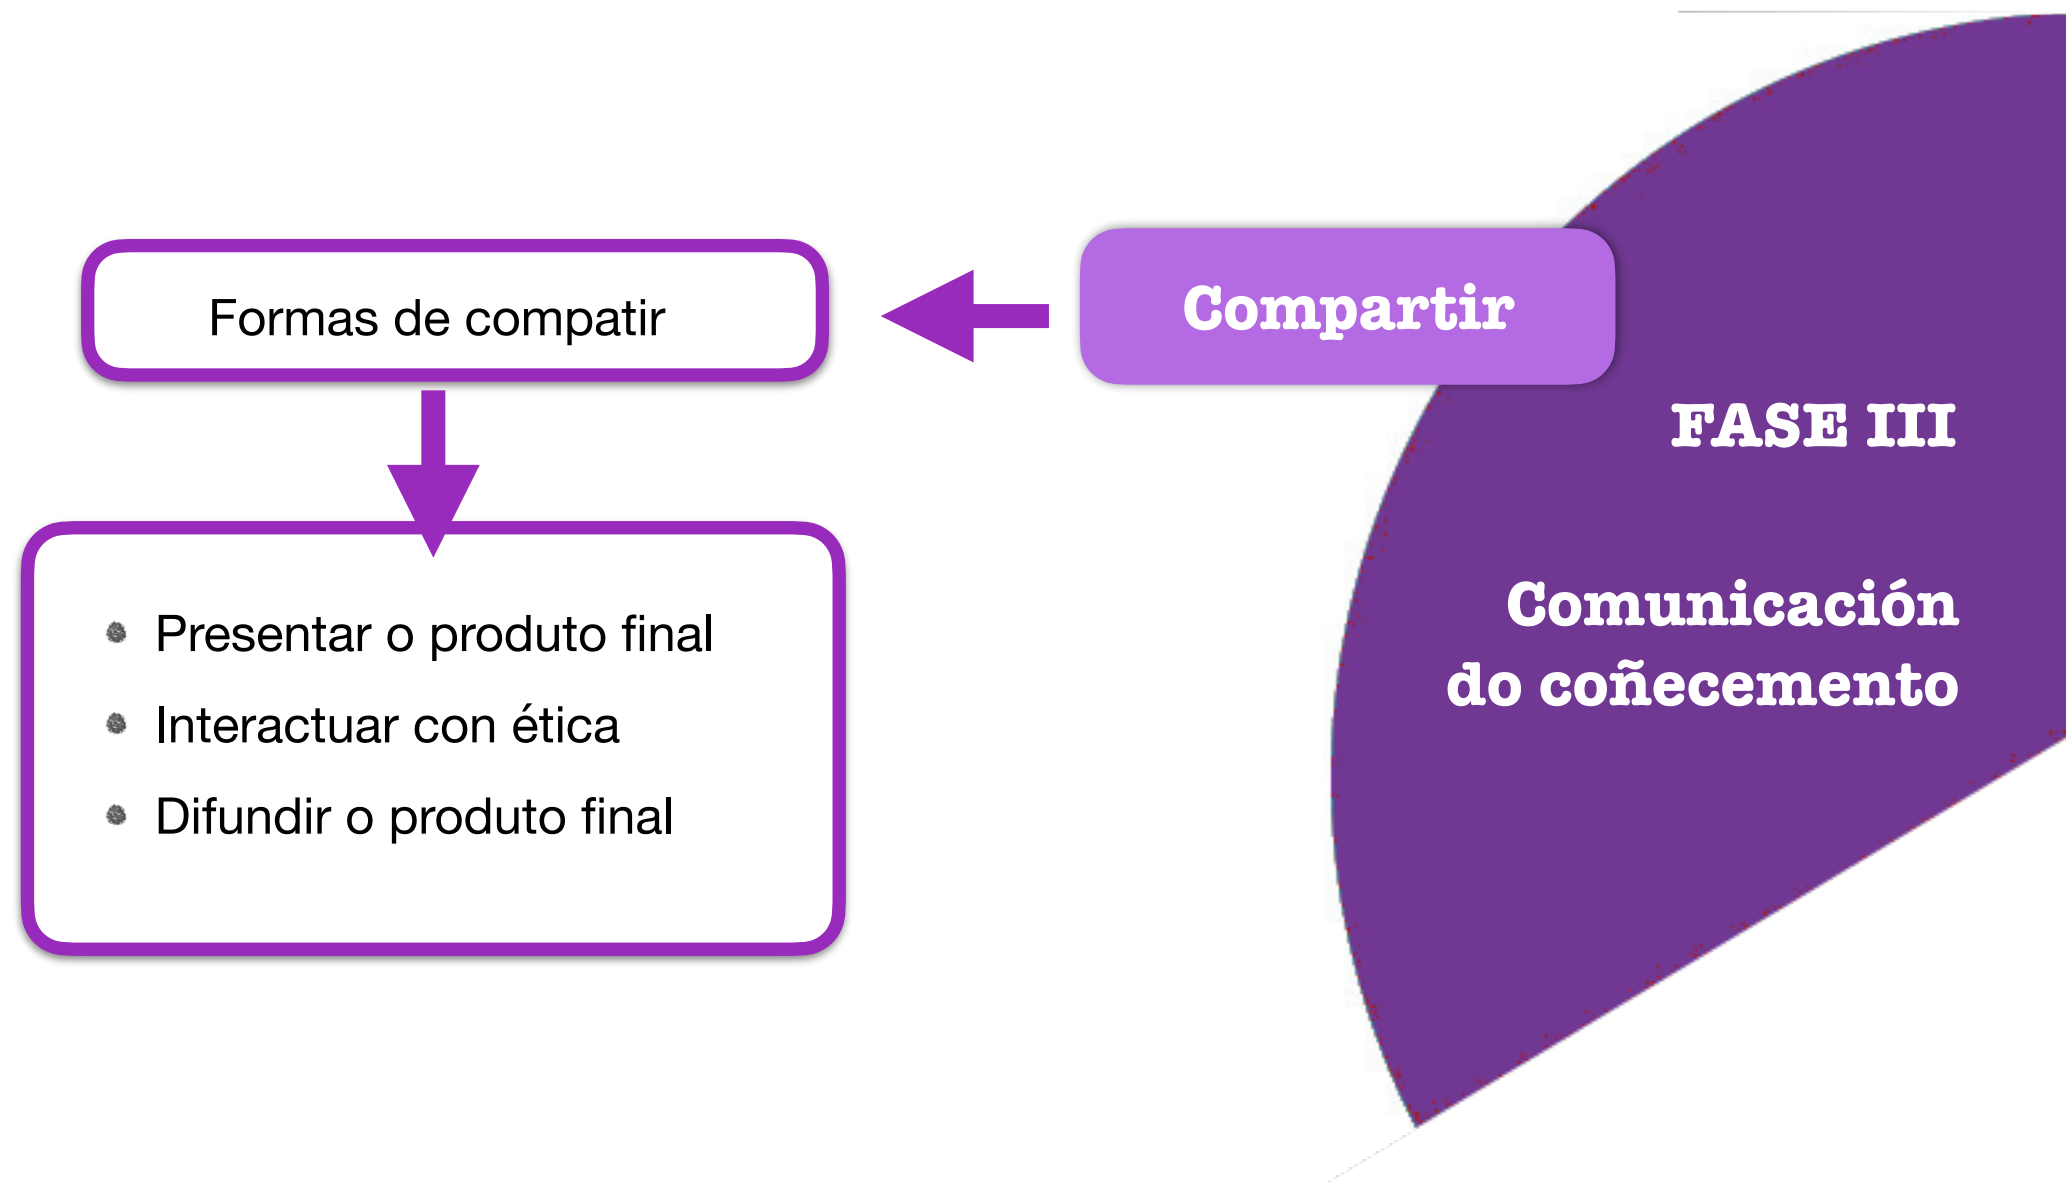 Compartir
FASE III
Comunicación
do coñecemento
Formas de compatir
Presentar o produto final
Interactuar con ética
Difundir o produto final